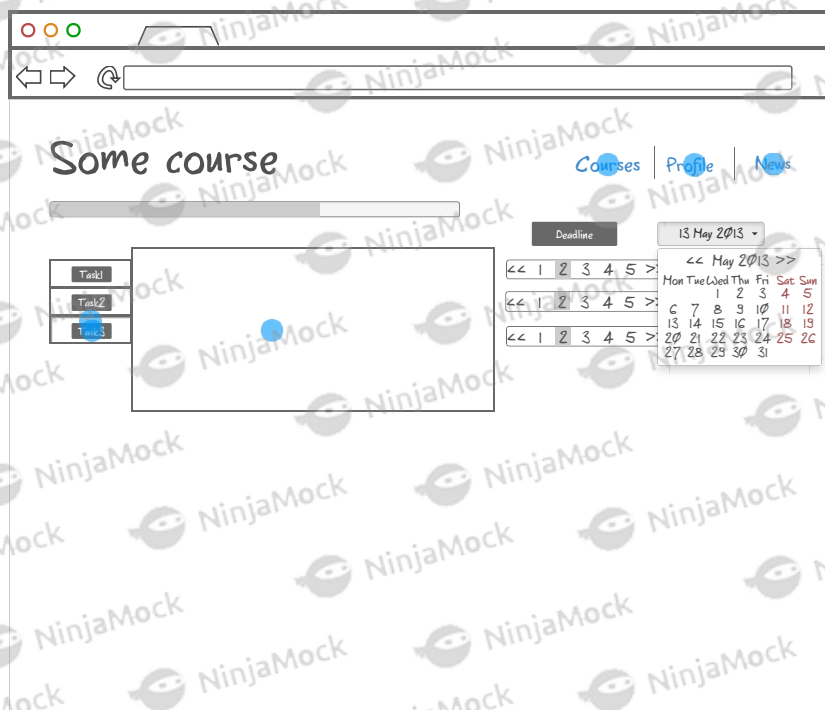 Some course
Courses
Profile
News
Deadline
13 May 2013
<< May 2013 >>
Mon Tue Wed Thu Fri Sat Sun
1 2 3 4 5
6 7 8 9 10 11 12
13 14 15 16 17 18 19
20 21 22 23 24 25 26
27 28 29 30 31
Task1
Task2
Task3
<< 1 2 3 4 5 >>
<< 1 2 3 4 5 >
<< 1 2 3 4 5 >
NinjaMock